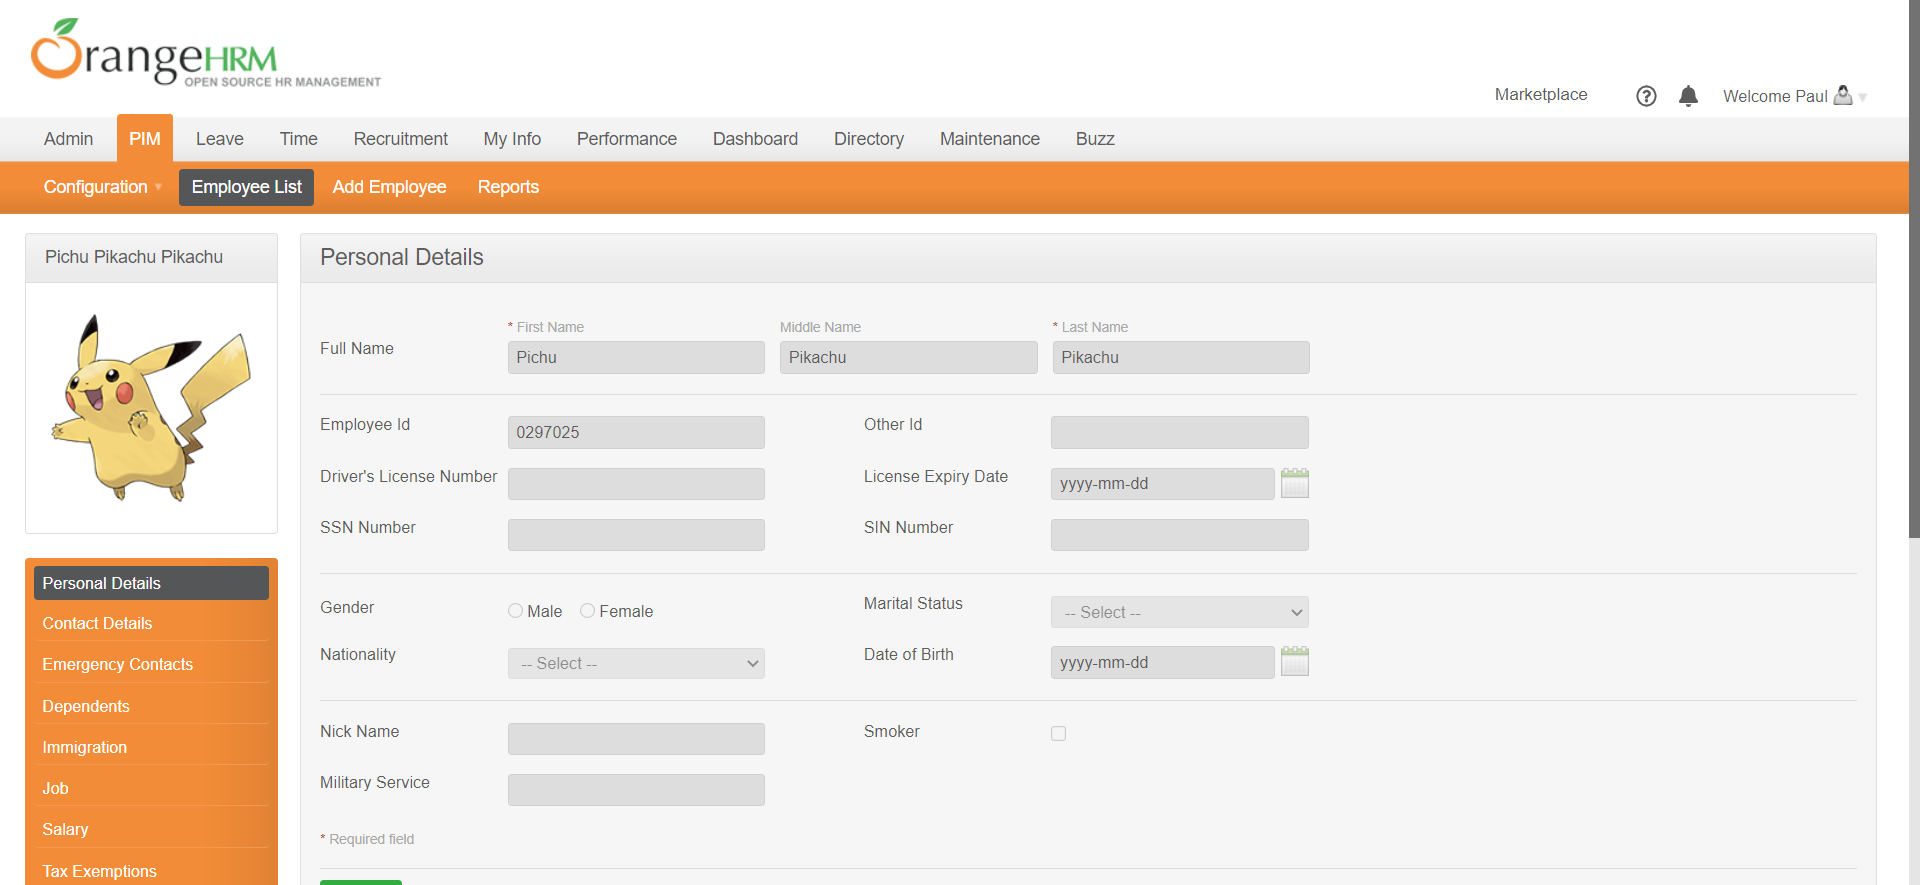 OrangeHRM
OPEN SOURCE HR MANAGEMENT
Marketplace
Welcome Paul
Admin PIM Leave Time Recruitment My Info Performance Dashboard Directory Maintenance Buzz
Configuration Employee List Add Employee Reports
Pichu Pikachu Pikachu
Personal Details
Contact Details
Emergency Contacts
Dependents
Immigration
Job
Salary
Tax Exemptions
Personal Details
* First Name Middle Name * Last Name
Full Name
Pichu Pikachu Pikachu
Employee Id 0297025 Other Id
Driver's License Number License Expiry Date yyyy-mm-dd
SSN Number SIN Number
Gender Male Female Marital Status -- Select --
Nationality -- Select -- Date of Birth yyyy-mm-dd
Nick Name Smoker
Military Service
* Required field